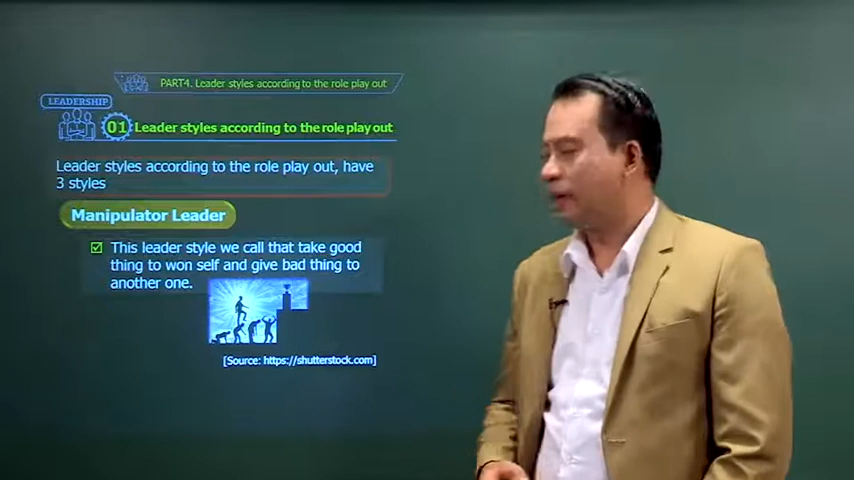 PART4. Leader styles according to the role play out
LEADERSHIP
01 Leader styles according to the role play out
Leader styles according to the role play out, have
3 styles
Manipulator Leader
This leader style we call that take good
thing to won self and give bad thing to
another one.
[Source: https://shutterstock.com]